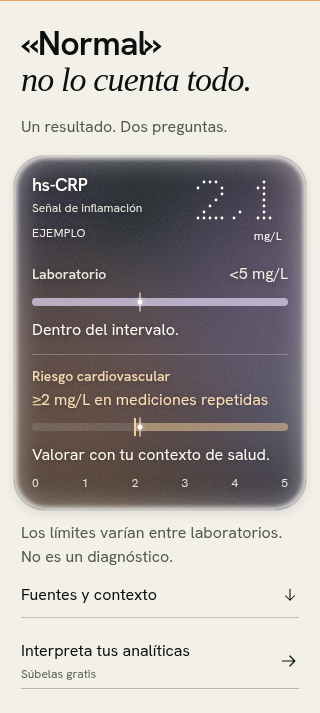 «Normal»
no lo cuenta todo.
Un resultado. Dos preguntas.
hs-CRP
2.1
Señal de inflamación
EJEMPLO
mg/L
Laboratorio <5 mg/L
Dentro del intervalo.
Riesgo cardiovascular
≥2 mg/L en mediciones repetidas
Valorar con tu contexto de salud.
0 1 2 3 4 5
Los límites varían entre laboratorios.
No es un diagnóstico.
Fuentes y contexto ↓
Interpreta tus analíticas →
Súbelas gratis